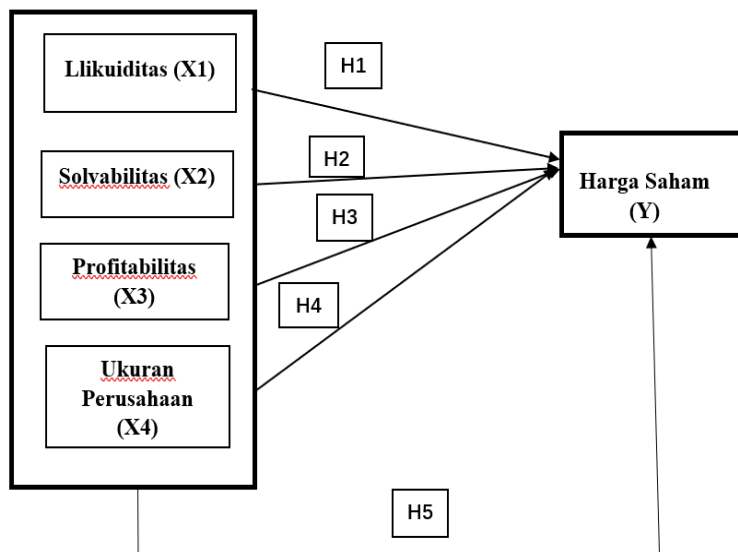 Llikuiditas (X1)
H1
Solvabilitas (X2)
H2
Harga Saham
(Y)
H3
Profitabilitas
(X3)
H4
Ukuran
Perusahaan
(X4)
H5